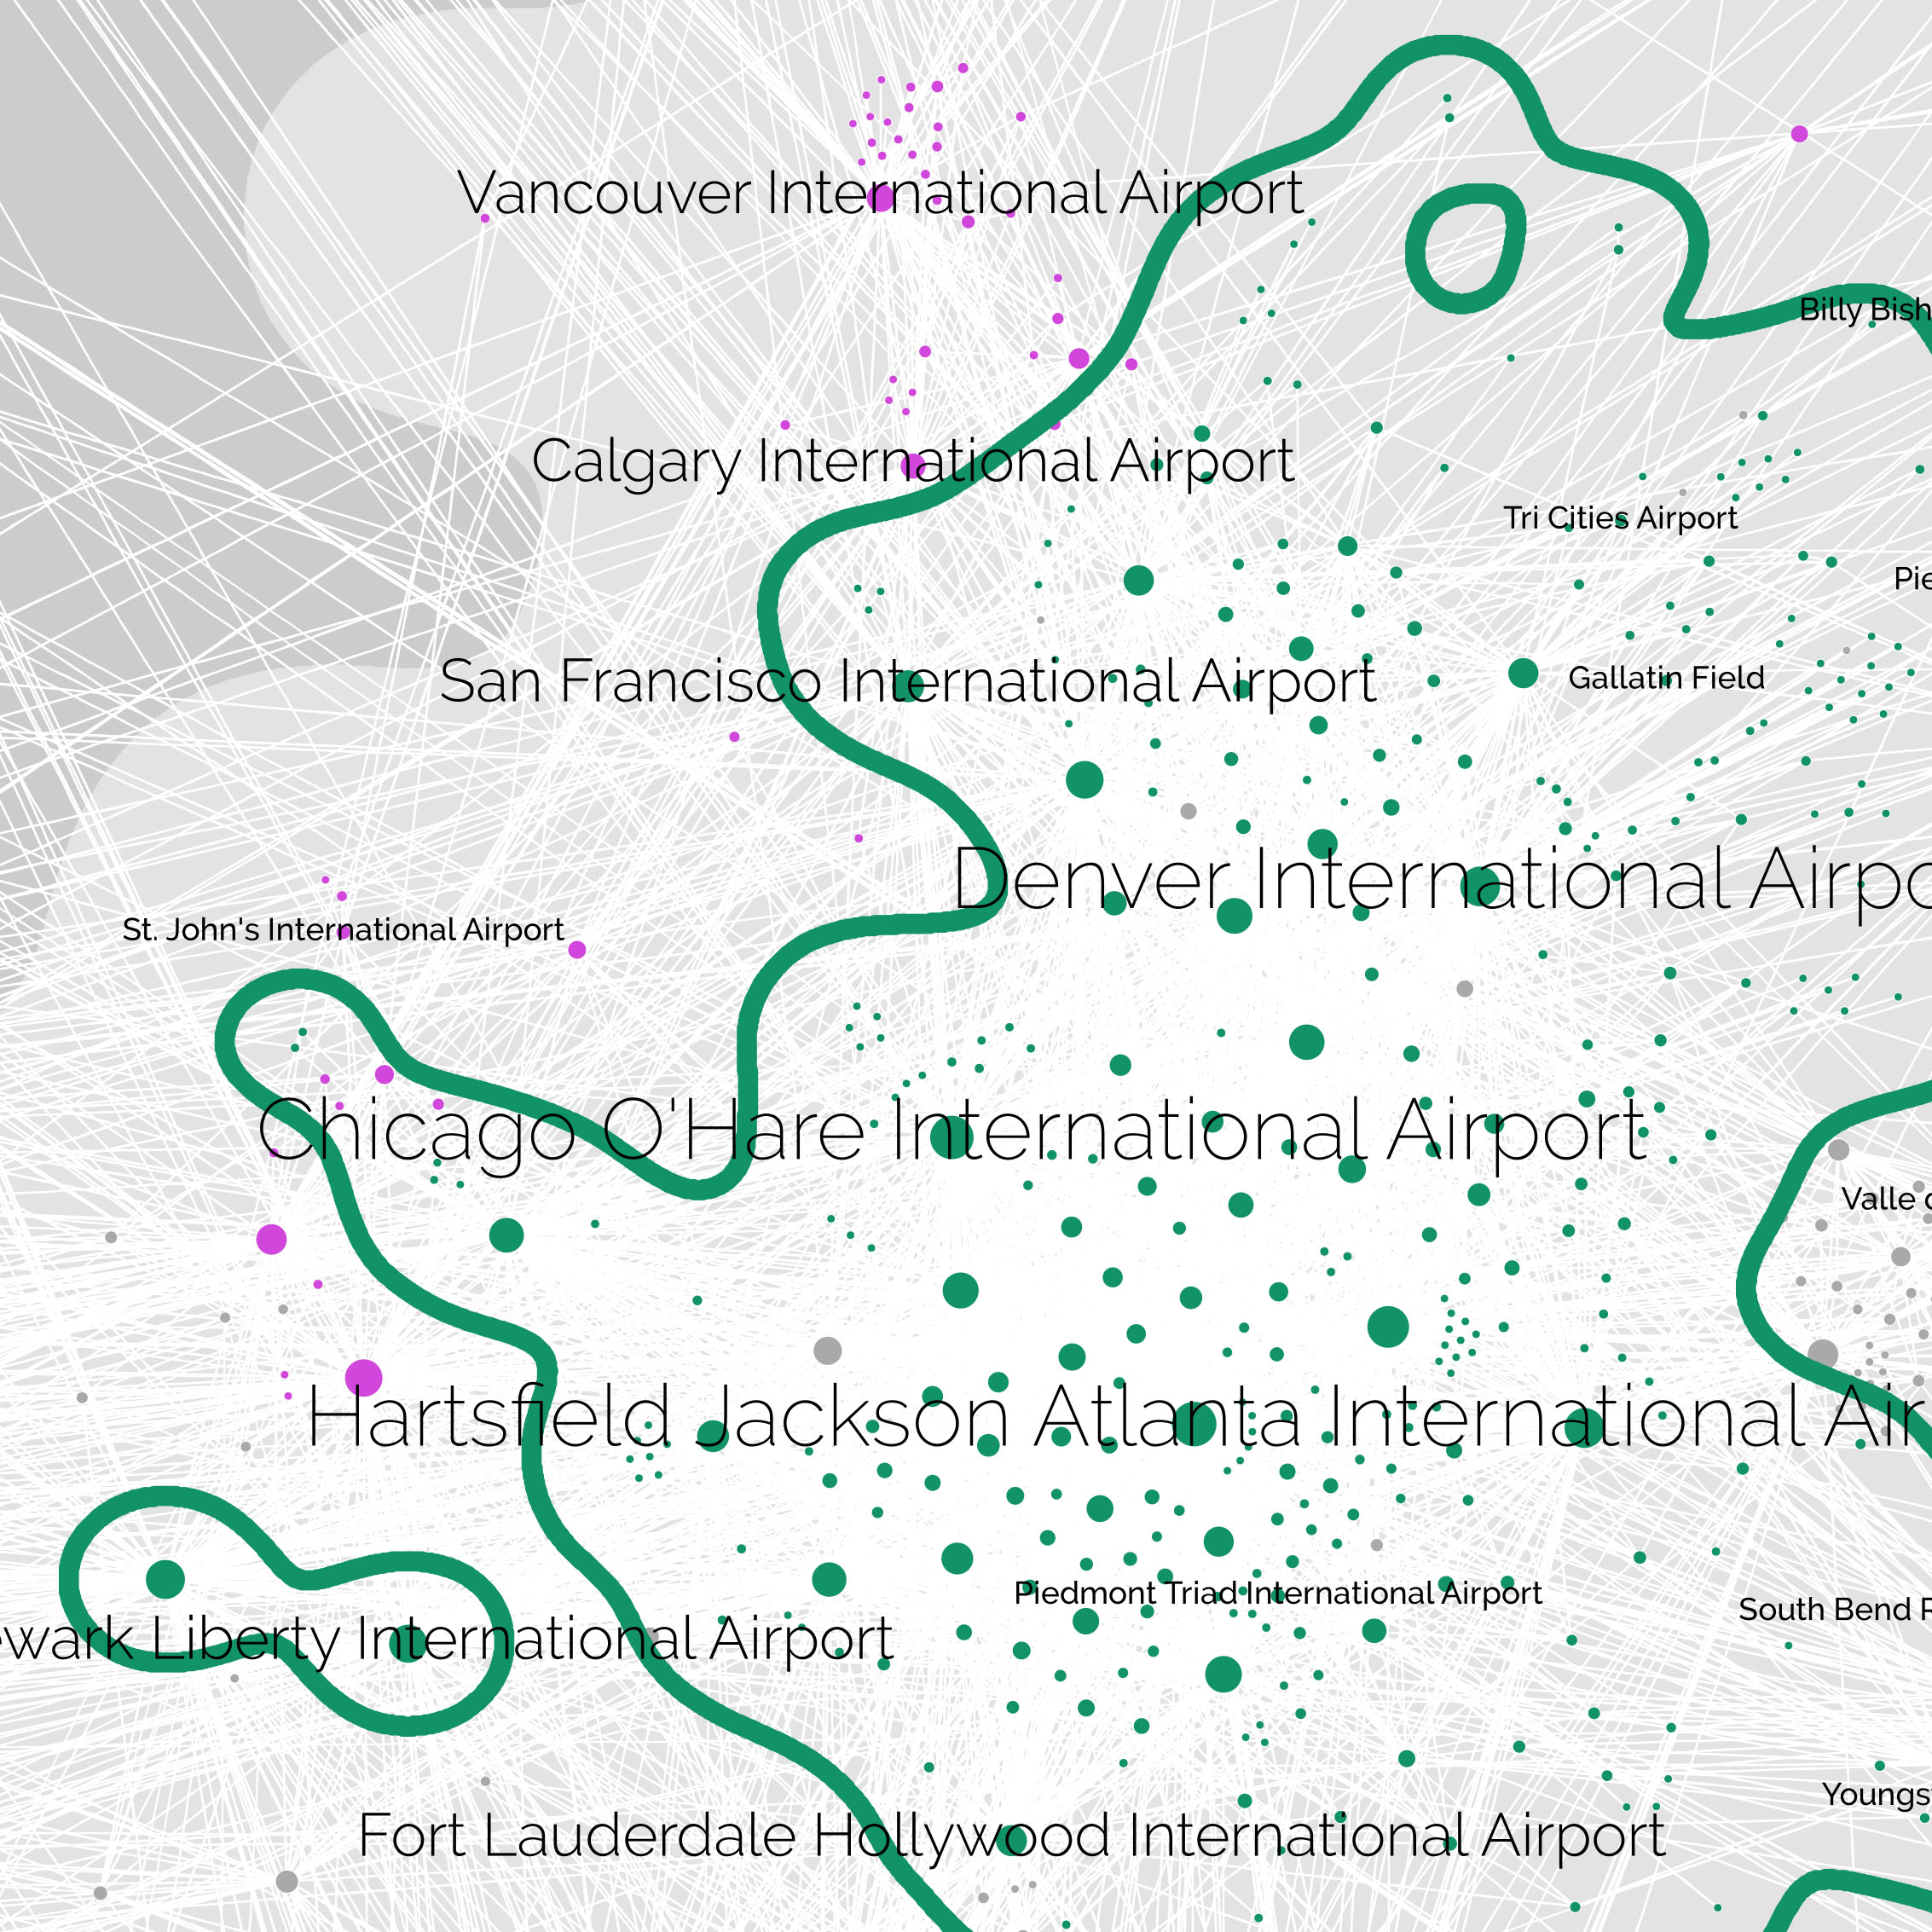 Vancouver International Airport
Billy Bish
Calgary International Airport
Tri Cities Airport
Pie
San Francisco International Airport
Gallatin Field
Denver International Airpo
St. John's International Airport
Chicago O'Hare International Airport
Valle
Hartsfield Jackson Atlanta International Air
Piedmont Triad International Airport
South Bend R
ewark Liberty International Airport
Youngs
Fort Lauderdale Hollywood International Airport